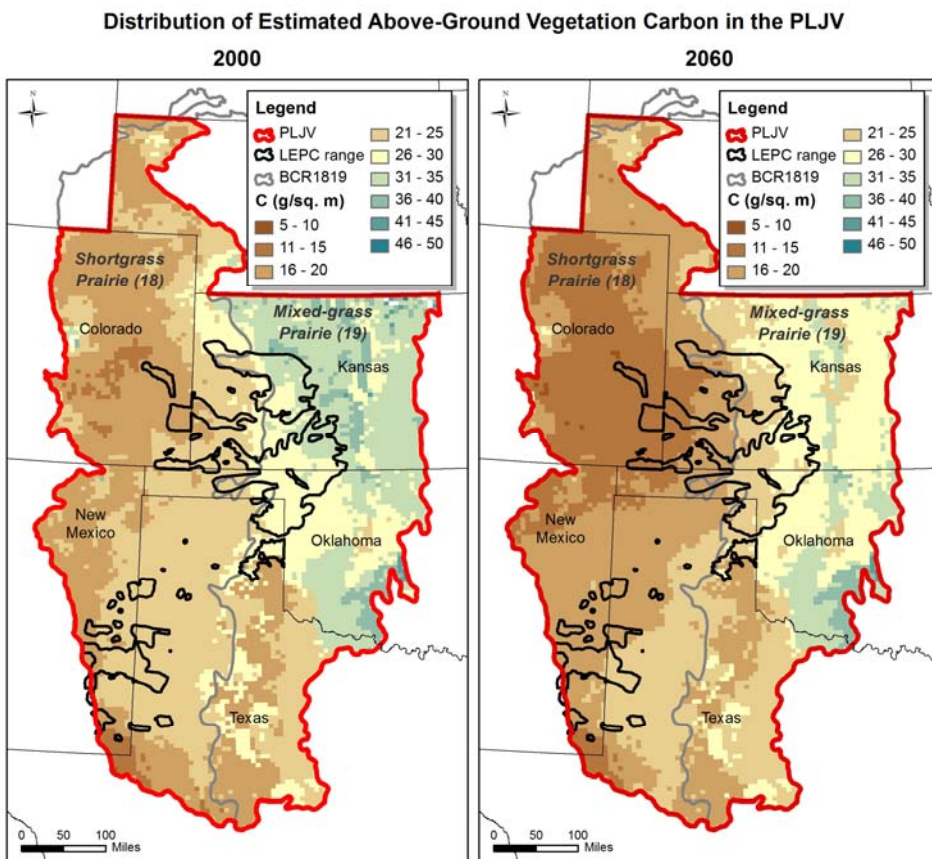 Distribution of Estimated Above-Ground Vegetation Carbon in the PLJV
2000
N
Legend
PLJV
LEPC range
BCR1819
C (g/sq. m)
5 - 10
11 - 15
16 - 20
21 - 25
26 - 30
31 - 35
36 - 40
41 - 45
46 - 50
Shortgrass
Prairie (18)
Colorado
Mixed-grass
Prairie (19)
Kansas
New
Mexico
Oklahoma
Texas
0 50 100
Miles
2060
N
Legend
PLJV
LEPC range
BCR1819
C (g/sq. m)
5 - 10
11 - 15
16 - 20
21 - 25
26 - 30
31 - 35
36 - 40
41 - 45
46 - 50
Shortgrass
Prairie (18)
Colorado
Mixed-grass
Prairie (19)
Kansas
New
Mexico
Oklahoma
Texas
0 50 100
Miles